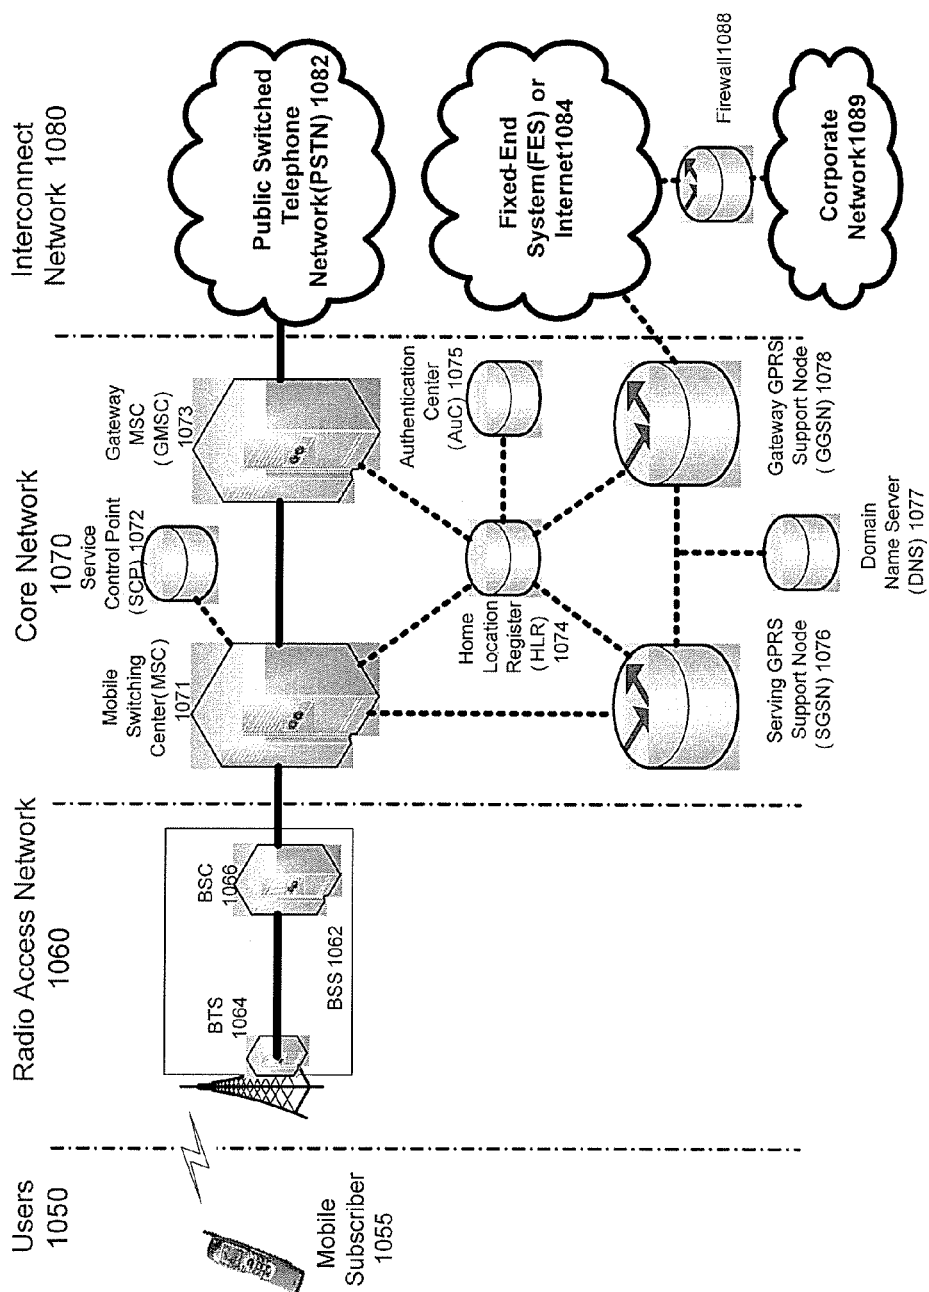 Users
1050
Radio Access Network
1060
Core Network
1070
Interconnect
Network 1080
Mobile
Subscriber
1055
BTS
1064
BSC
1066
BSS 1062
Mobile
Switching
Center(MSC)
1071
Service
Control Point
(SCP) 1072
Gateway
MSC
(GMSC)
1073
Home
Location
Register
(HLR)
1074
Authentication
Center
(AuC) 1075
Serving GPRS
Support Node
(SGSN) 1076
Domain
Name Server
(DNS) 1077
Gateway GPRS
Support Node
(GGSN) 1078
Public Switched
Telephone
Network(PSTN) 1082
Fixed-End
System(FES) or
Internet1084
Firewall1088
Corporate
Network1089